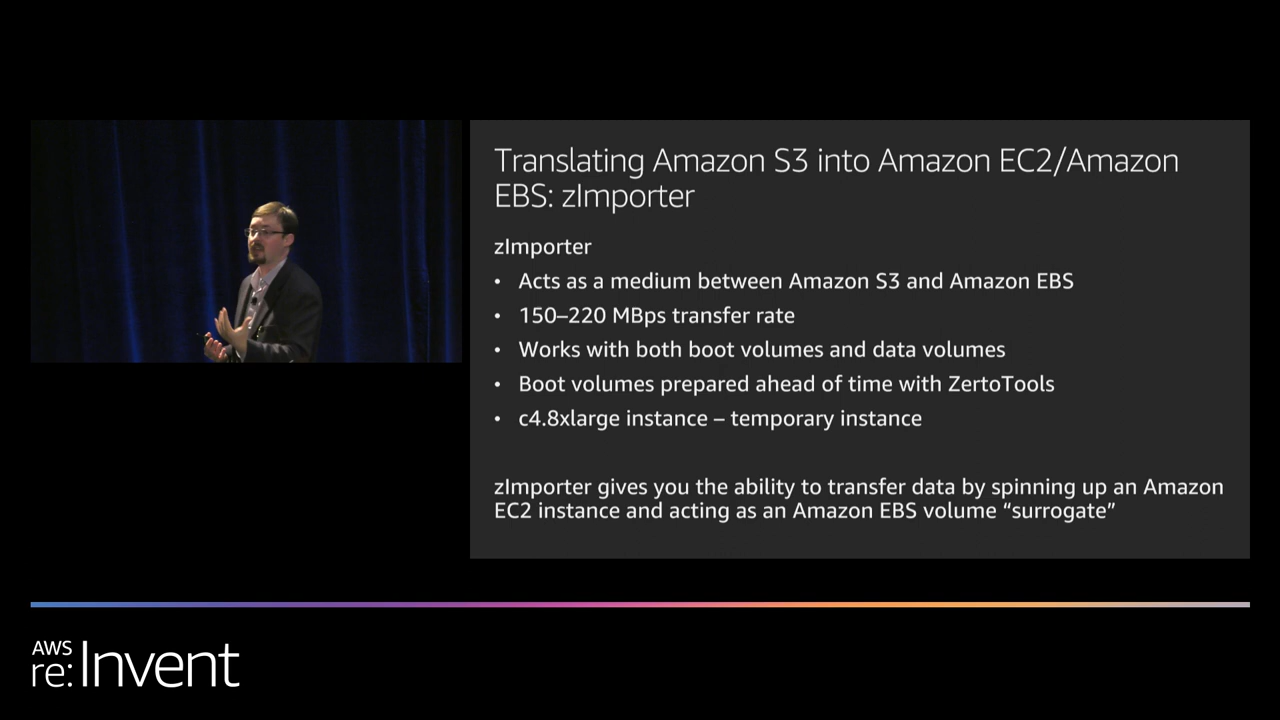 Translating Amazon S3 into Amazon EC2/Amazon
EBS: zImporter
zImporter
• Acts as a medium between Amazon S3 and Amazon EBS
• 150–220 MBps transfer rate
• Works with both boot volumes and data volumes
• Boot volumes prepared ahead of time with ZertoTools
• c4.8xlarge instance – temporary instance
zImporter gives you the ability to transfer data by spinning up an Amazon
EC2 instance and acting as an Amazon EBS volume “surrogate”
AWS
re:Invent